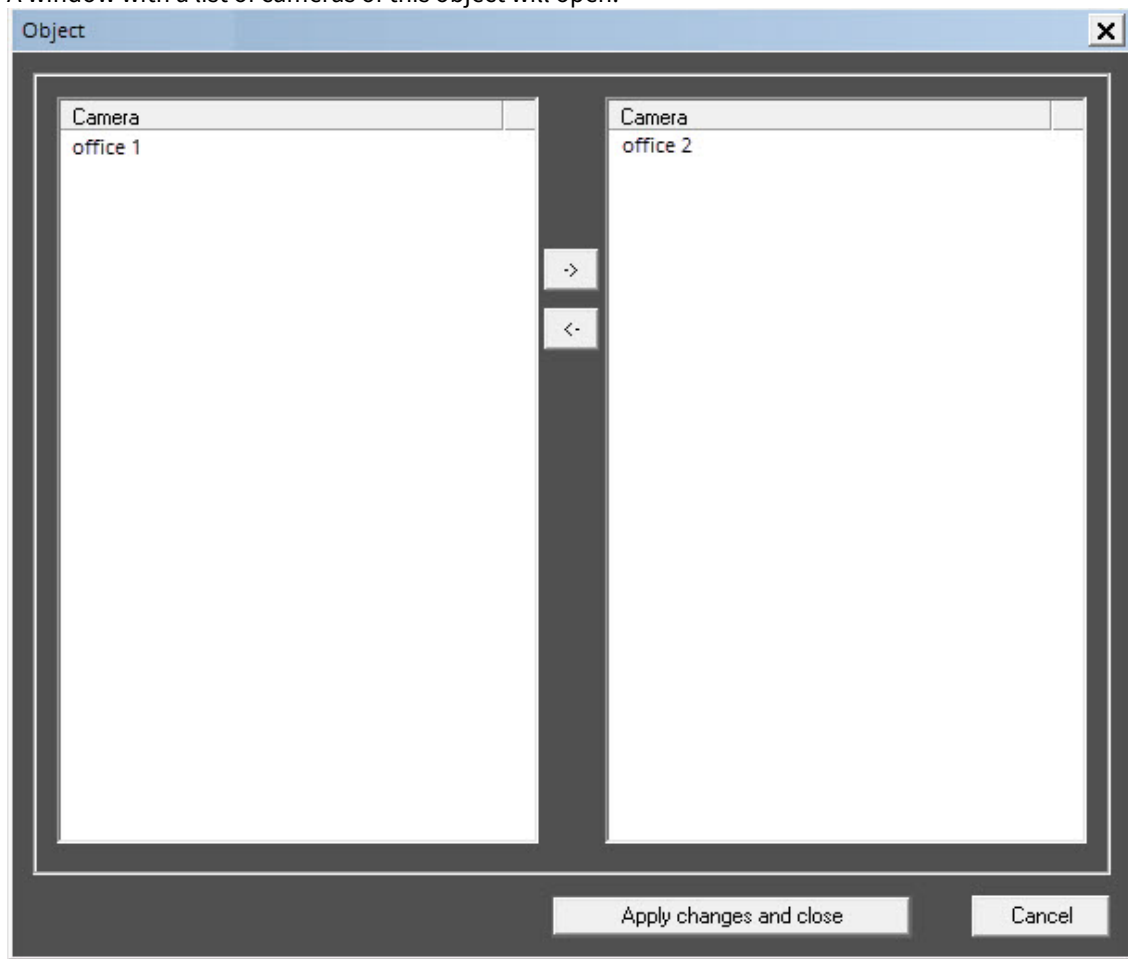 A window with a list of cameras of this object will open.
Object
Camera
office 1
Camera
office 2
->
<-
Apply changes and close
Cancel